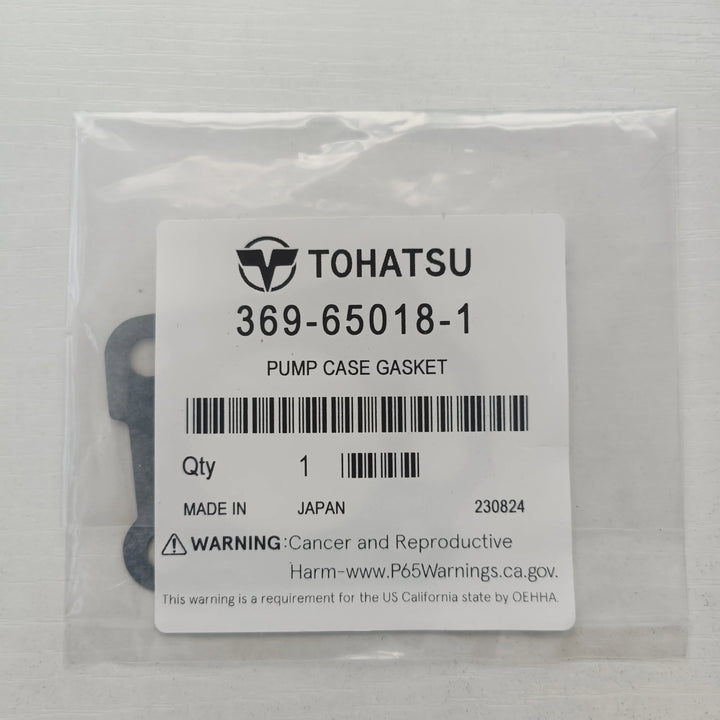 TOHATSU
369-65018-1
PUMP CASE GASKET
Qty 1
MADE IN JAPAN 230824
WARNING:Cancer and Reproductive
Harm-www.P65Warnings.ca.gov.
This warning is a requirement for the US California state by OEHHA.